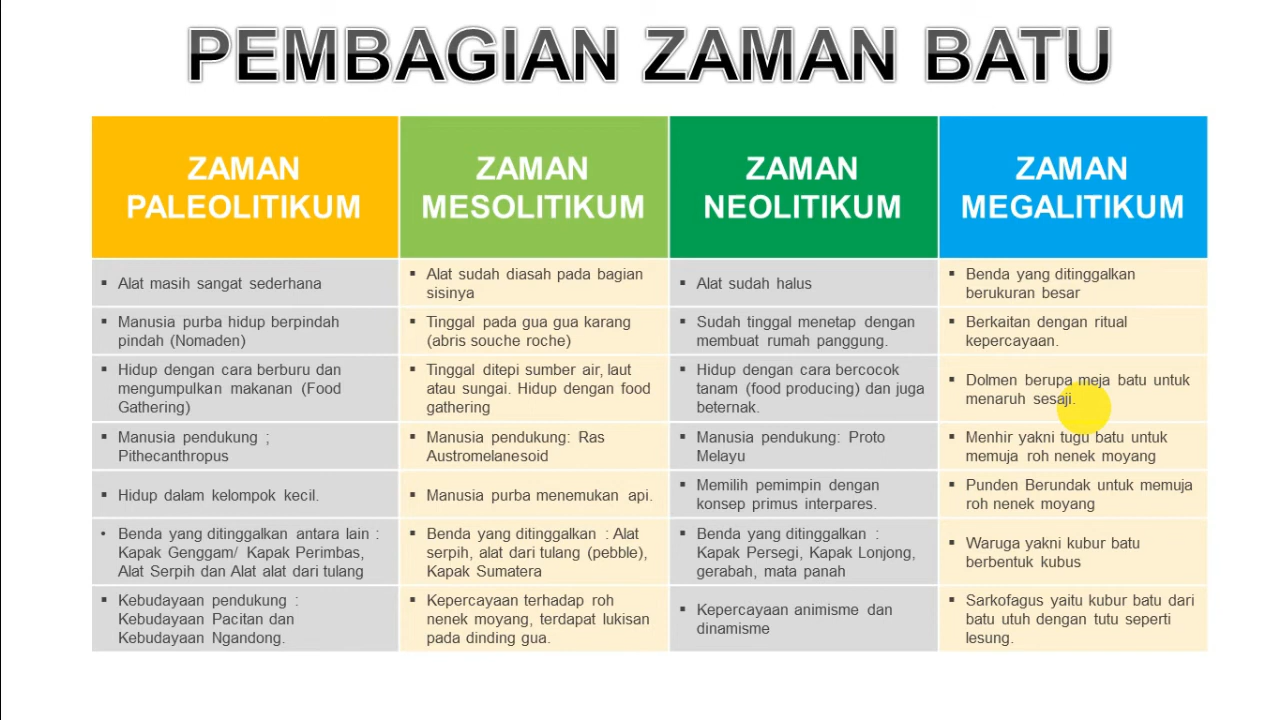 PEMBAGIAN ZAMAN BATU
ZAMAN
PALEOLITIKUM
ZAMAN
MESOLITIKUM
ZAMAN
NEOLITIKUM
ZAMAN
MEGALITIKUM
▪ Alat masih sangat sederhana
▪ Alat sudah diasah pada bagian
sisinya
▪ Alat sudah halus
▪ Benda yang ditinggalkan
berukuran besar
▪ Manusia purba hidup berpindah
pindah (Nomaden)
▪ Tinggal pada gua gua karang
(abris souche roche)
▪ Sudah tinggal menetap dengan
membuat rumah panggung.
▪ Berkaitan dengan ritual
kepercayaan.
▪ Hidup dengan cara berburu dan
mengumpulkan makanan (Food
Gathering)
▪ Tinggal ditepi sumber air, laut
atau sungai. Hidup dengan food
gathering
▪ Hidup dengan cara bercocok
tanam (food producing) dan juga
beternak.
▪ Dolmen berupa meja batu untuk
menaruh sesaji.
▪ Manusia pendukung ;
Pithecanthropus
▪ Manusia pendukung: Ras
Austromelanesoid
▪ Manusia pendukung: Proto
Melayu
▪ Menhir yakni tugu batu untuk
memuja roh nenek moyang
▪ Hidup dalam kelompok kecil.
▪ Manusia purba menemukan api.
▪ Memilih pemimpin dengan
konsep primus interpares.
▪ Punden Berundak untuk memuja
roh nenek moyang
• Benda yang ditinggalkan antara lain :
Kapak Genggam/ Kapak Perimbas,
Alat Serpih dan Alat alat dari tulang
▪ Benda yang ditinggalkan : Alat
serpih, alat dari tulang (pebble),
Kapak Sumatera
▪ Benda yang ditinggalkan :
Kapak Persegi, Kapak Lonjong,
gerabah, mata panah
▪ Waruga yakni kubur batu
berbentuk kubus
▪ Kebudayaan pendukung :
Kebudayaan Pacitan dan
Kebudayaan Ngandong.
▪ Kepercayaan terhadap roh
nenek moyang, terdapat lukisan
pada dinding gua.
▪ Kepercayaan animisme dan
dinamisme
▪ Sarkofagus yaitu kubur batu dari
batu utuh dengan tutu seperti
lesung.